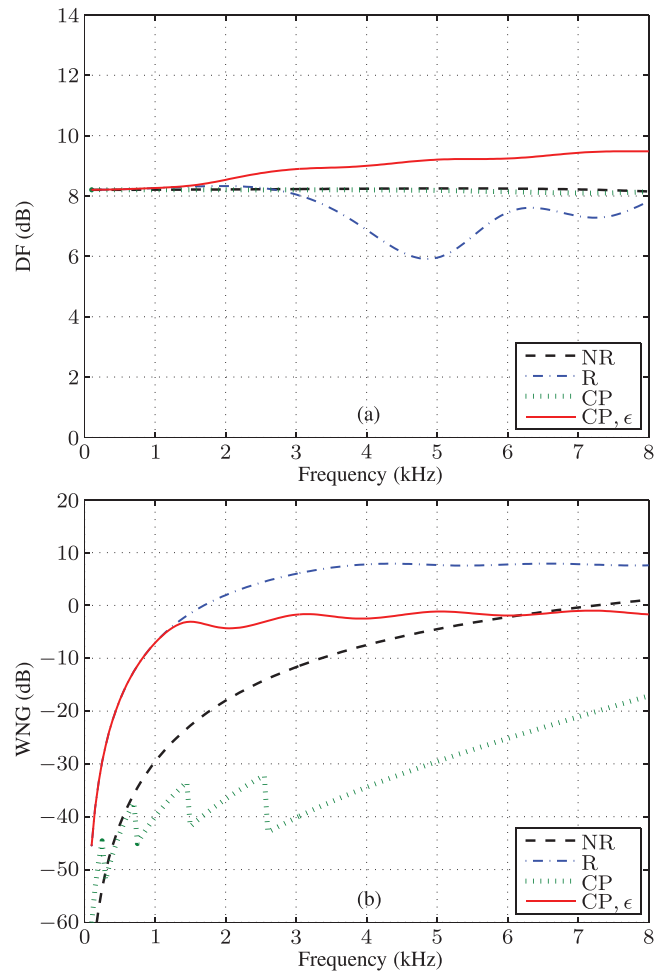 14
12
10
8
6
4
2
0
DF (dB)
NR
R
CP
CP, ϵ
(a)
0 1 2 3 4 5 6 7 8
Frequency (kHz)
20
10
0
−10
−20
−30
−40
−50
−60
WNG (dB)
NR
R
CP
CP, ϵ
(b)
0 1 2 3 4 5 6 7 8
Frequency (kHz)